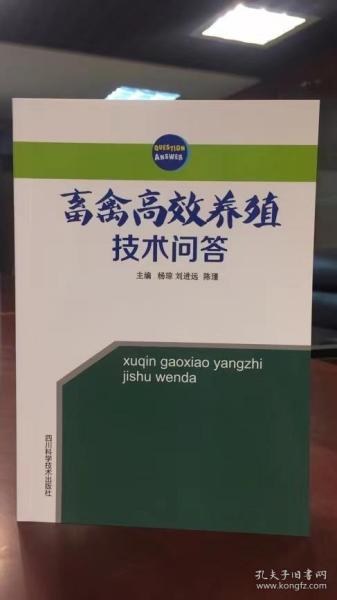 QUESTION
ANSWER
畜禽高效养殖
技术问答
主编 杨琼 刘进远 陈瑾
xuqin gaoxiao yangzhi
jishu wenda
四川科学技术出版社
孔夫子旧书网
www.kongfz.com